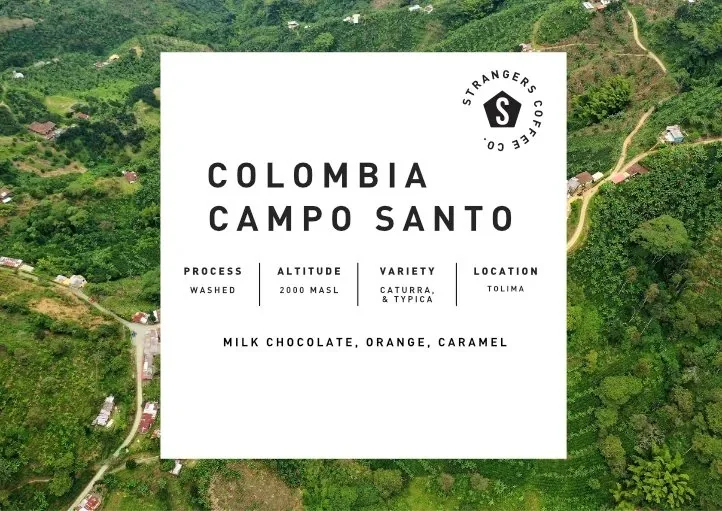 STRANGERS COFFEE CO.
S
COLOMBIA
CAMPO SANTO
PROCESS
WASHED
ALTITUDE
2000 MASL
VARIETY
CATURRA,
& TYPICA
LOCATION
TOLIMA
MILK CHOCOLATE, ORANGE, CARAMEL